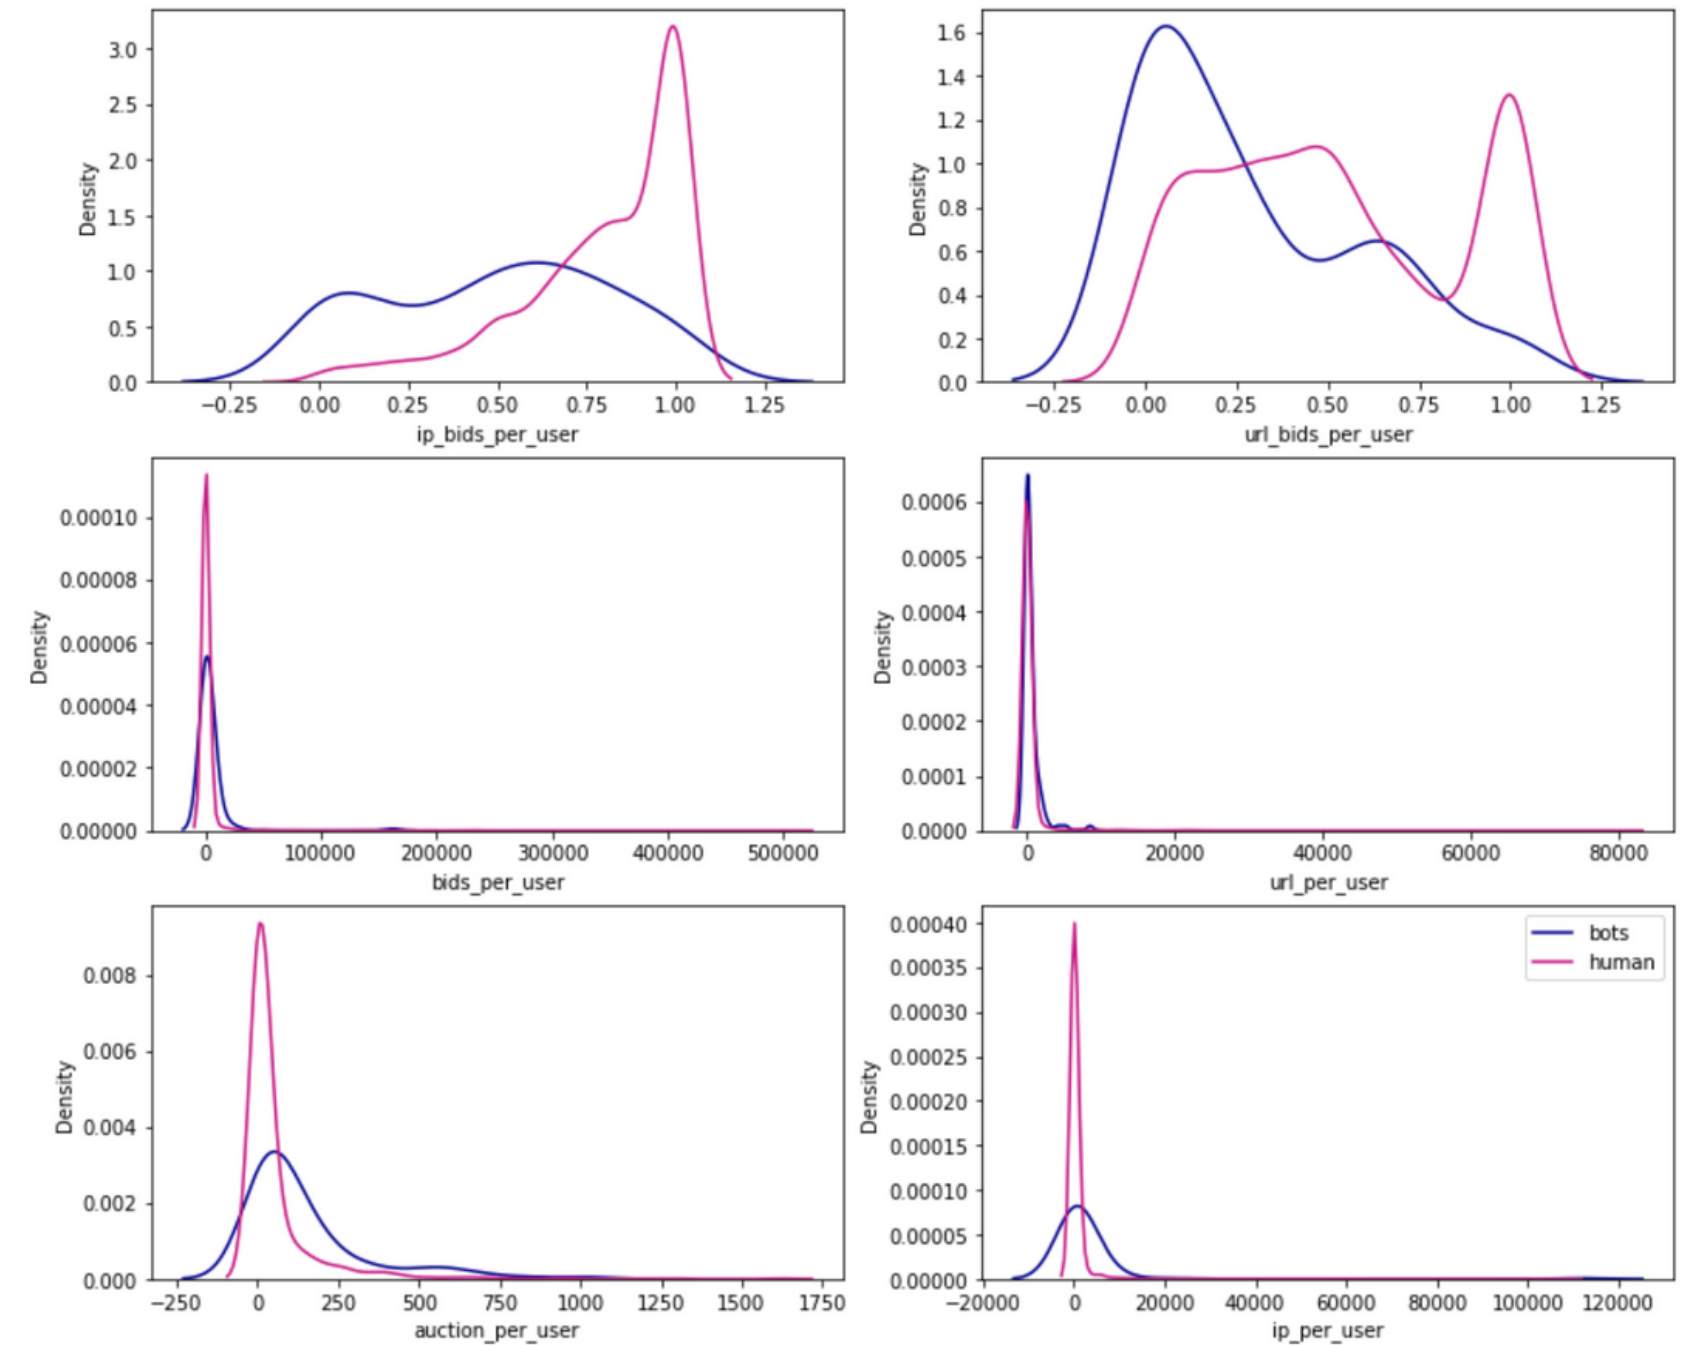 Density
3.0
2.5
2.0
1.5
1.0
0.5
0.0
−0.25 0.00 0.25 0.50 0.75 1.00 1.25
ip_bids_per_user
Density
1.6
1.4
1.2
1.0
0.8
0.6
0.4
0.2
0.0
−0.25 0.00 0.25 0.50 0.75 1.00 1.25
url_bids_per_user
Density
0.00010
0.00008
0.00006
0.00004
0.00002
0.00000
0 100000 200000 300000 400000 500000
bids_per_user
Density
0.0006
0.0005
0.0004
0.0003
0.0002
0.0001
0.0000
0 20000 40000 60000 80000
url_per_user
Density
0.008
0.006
0.004
0.002
0.000
−250 0 250 500 750 1000 1250 1500 1750
auction_per_user
Density
0.00040
0.00035
0.00030
0.00025
0.00020
0.00015
0.00010
0.00005
0.00000
−20000 0 20000 40000 60000 80000 100000 120000
ip_per_user
bots
human